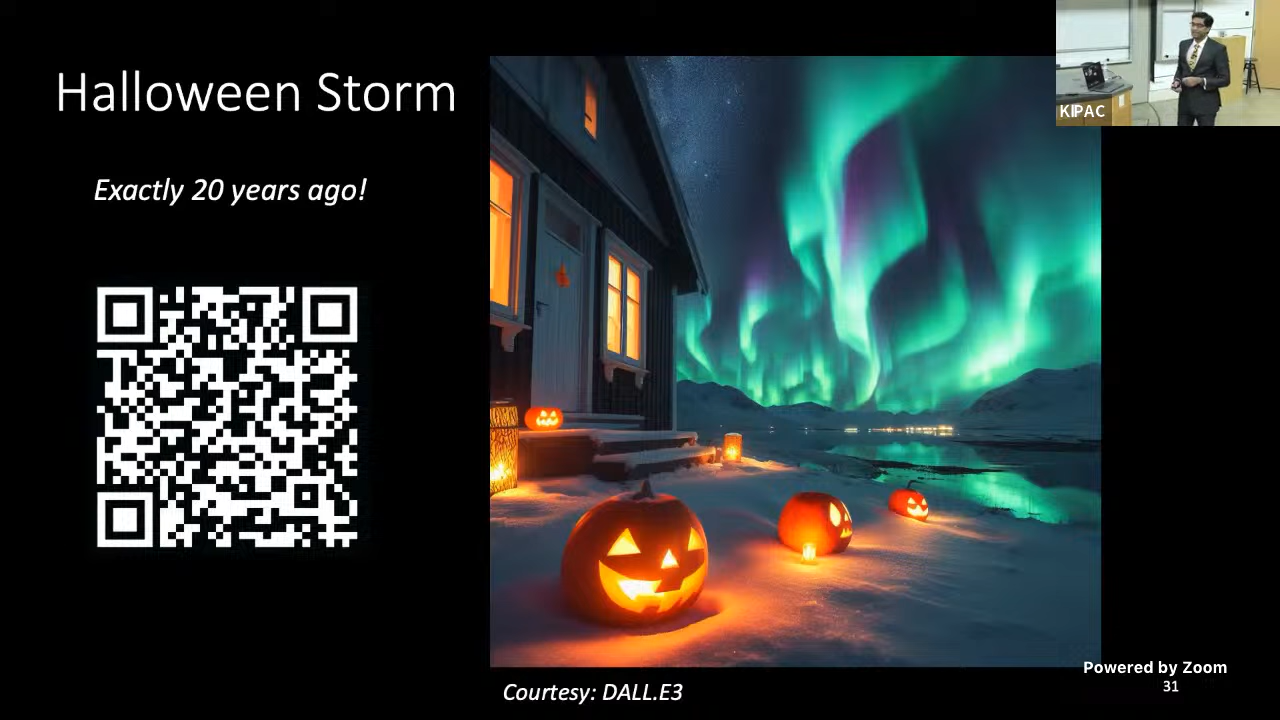 Halloween Storm
Exactly 20 years ago!
KIPAC
Courtesy: DALL.E3
Powered by Zoom
31